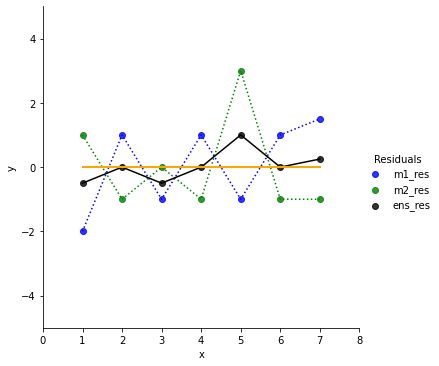 4
2
0
−2
−4
y
0 1 2 3 4 5 6 7 8
x
Residuals
m1_res
m2_res
ens_res